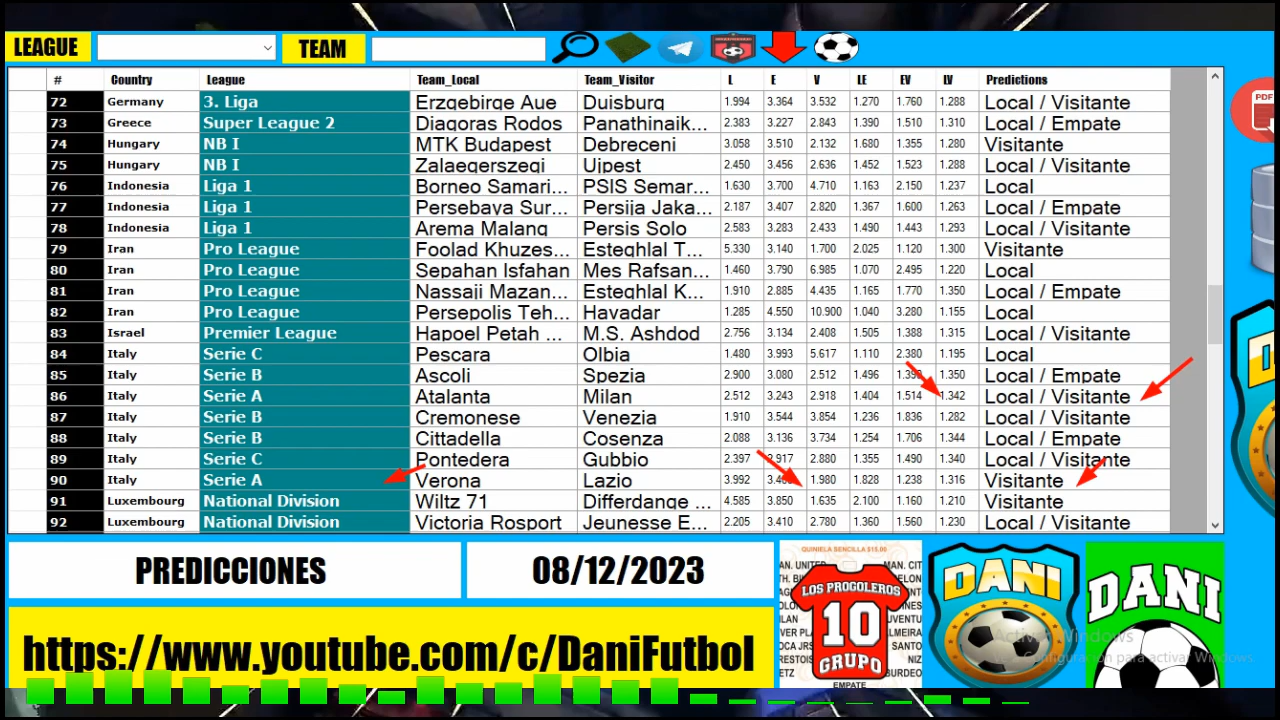 LEAGUE TEAM
# Country League Team_Local Team_Visitor L E V LE EV LV Predictions
72 Germany 3. Liga Erzgebirge Aue Duisburg 1.994 3.364 3.532 1.270 1.760 1.288 Local / Visitante
73 Greece Super League 2 Diagoras Rodos Panathinaik... 2.383 3.227 2.843 1.390 1.510 1.310 Local / Empate
74 Hungary NB I MTK Budapest Debreceni 3.058 3.510 2.132 1.680 1.355 1.280 Visitante
75 Hungary NB I Zalaegerszegi Ujpest 2.450 3.456 2.636 1.452 1.523 1.288 Local / Visitante
76 Indonesia Liga 1 Borneo Samari... PSIS Semar... 1.630 3.700 4.710 1.163 2.150 1.237 Local
77 Indonesia Liga 1 Persebaya Sur... Persija Jaka... 2.187 3.407 2.820 1.367 1.600 1.263 Local / Empate
78 Indonesia Liga 1 Arema Malang Persis Solo 2.583 3.283 2.433 1.490 1.443 1.293 Local / Visitante
79 Iran Pro League Foolad Khuzes... Esteghlal T... 5.330 3.140 1.700 2.025 1.120 1.300 Visitante
80 Iran Pro League Sepahan Isfahan Mes Rafsan... 1.460 3.790 6.985 1.070 2.495 1.220 Local
81 Iran Pro League Nassaji Mazan... Esteghlal K... 1.910 2.885 4.435 1.165 1.770 1.350 Local / Empate
82 Iran Pro League Persepolis Teh... Havadar 1.285 4.550 10.900 1.040 3.280 1.155 Local
83 Israel Premier League Hapoel Petah ... M.S. Ashdod 2.756 3.134 2.408 1.505 1.388 1.315 Local / Visitante
84 Italy Serie C Pescara Olbia 1.480 3.993 5.617 1.110 2.380 1.195 Local
85 Italy Serie B Ascoli Spezia 2.900 3.080 2.512 1.496 1.350 Local / Empate
86 Italy Serie A Atalanta Milan 2.512 3.243 2.918 1.404 1.514 1.342 Local / Visitante
87 Italy Serie B Cremonese Venezia 1.910 3.544 3.854 1.236 1.836 1.282 Local / Visitante
88 Italy Serie B Cittadella Cosenza 2.088 3.136 3.734 1.254 1.706 1.344 Local / Empate
89 Italy Serie C Pontedera Gubbio 2.397 2.917 2.880 1.355 1.490 1.340 Local / Visitante
90 Italy Serie A Verona Lazio 3.992 1.980 1.828 1.238 1.316 Visitante
91 Luxembourg National Division Wiltz 71 Differdange ... 4.585 3.850 1.635 2.100 1.160 1.210 Visitante
92 Luxembourg National Division Victoria Rosport Jeunesse E... 2.205 3.410 2.780 1.360 1.560 1.230 Local / Visitante
PDF
PREDICCIONES
08/12/2023
https://www.youtube.com/c/DaniFutbol
QUINIELA SENCILLA $15.00
MAN. UNITED MAN. CIT
LOS PROGOLEROS
10
GRUPO
EMPATE
DANI
DANI
Activar Windows
Configuración para activar Windows.